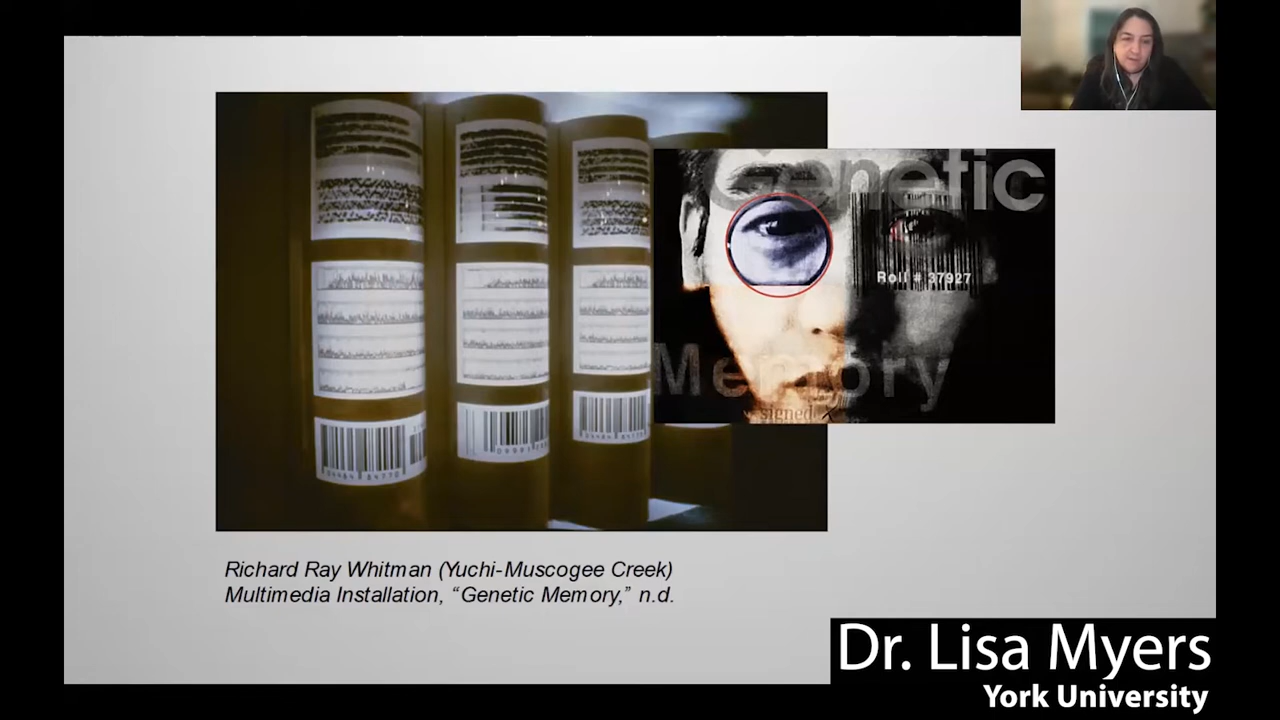 Genetic
Roll # 37927
Memory
signed. X
Richard Ray Whitman (Yuchi-Muscogee Creek)
Multimedia Installation, “Genetic Memory,” n.d.
Dr. Lisa Myers
York University